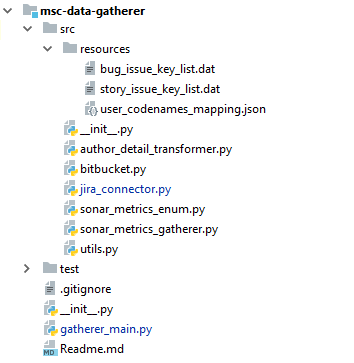 msc-data-gatherer
src
resources
bug_issue_key_list.dat
story_issue_key_list.dat
user_codenames_mapping.json
__init__.py
author_detail_transformer.py
bitbucket.py
jira_connector.py
sonar_metrics_enum.py
sonar_metrics_gatherer.py
utils.py
test
.gitignore
__init__.py
gatherer_main.py
MD Readme.md